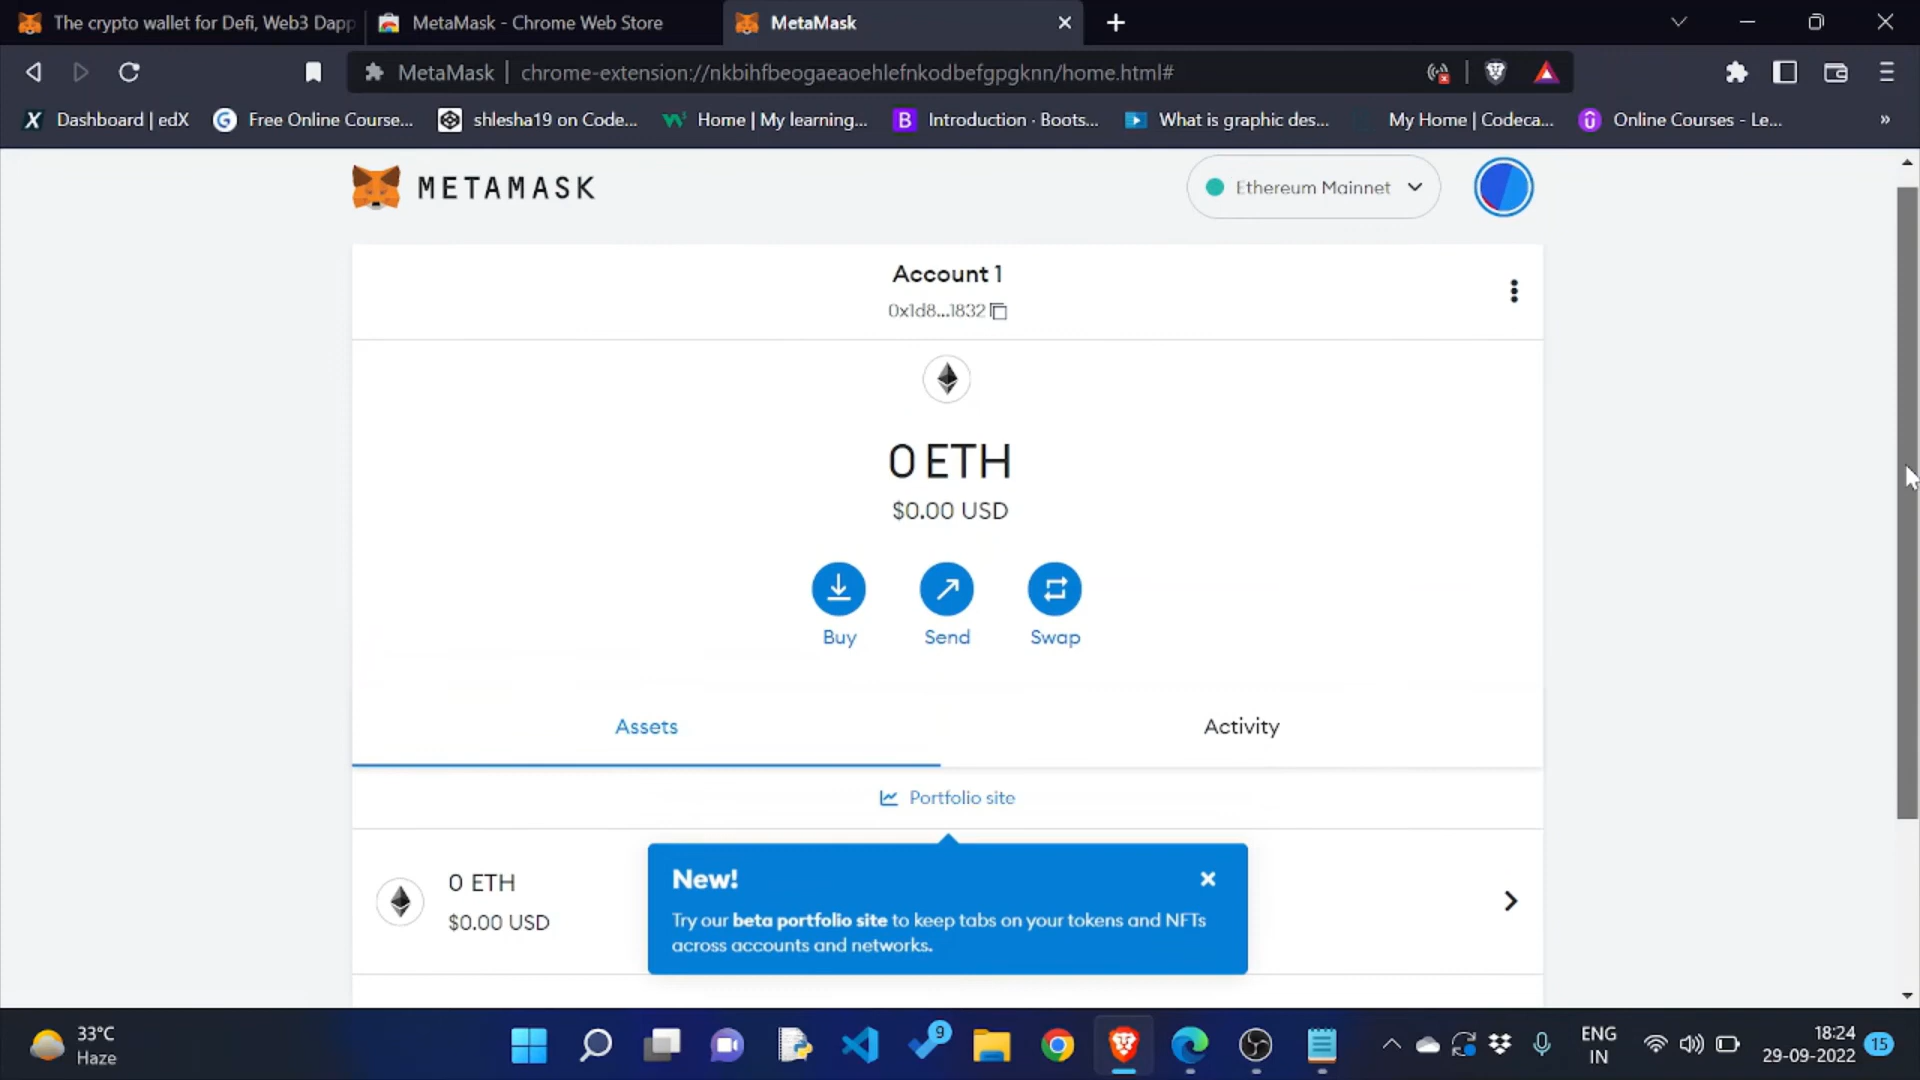 The crypto wallet for Defi, Web3 Dapp
MetaMask - Chrome Web Store
MetaMask
MetaMask
chrome-extension://nkbihfbeogaeaoehlefnkodbefgpgknn/home.html#
Dashboard | edX
Free Online Course...
shlesha19 on Code...
Home | My learning...
B
Introduction · Boots...
What is graphic des...
My Home | Codeca...
Online Courses - Le...
METAMASK
Ethereum Mainnet
Account 1
0x1d8...1832
0 ETH
$0.00 USD
Buy
Send
Swap
Assets
Activity
Portfolio site
0 ETH
$0.00 USD
New!
Try our beta portfolio site to keep tabs on your tokens and NFTs
across accounts and networks.
33°C
Haze
9
ENG
IN
18:24
29-09-2022
15